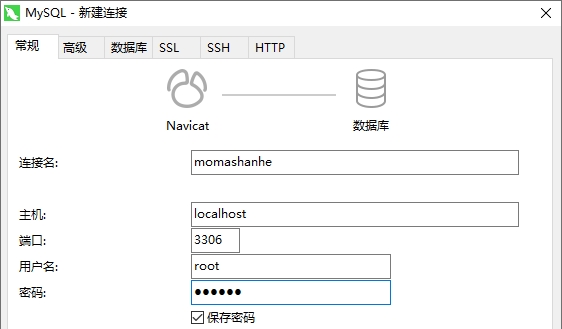 MySQL - 新建连接
常规 高级 数据库 SSL SSH HTTP
Navicat 数据库
连接名: momashanhe
主机: localhost
端口: 3306
用户名: root
密码: ●●●●●●
保存密码